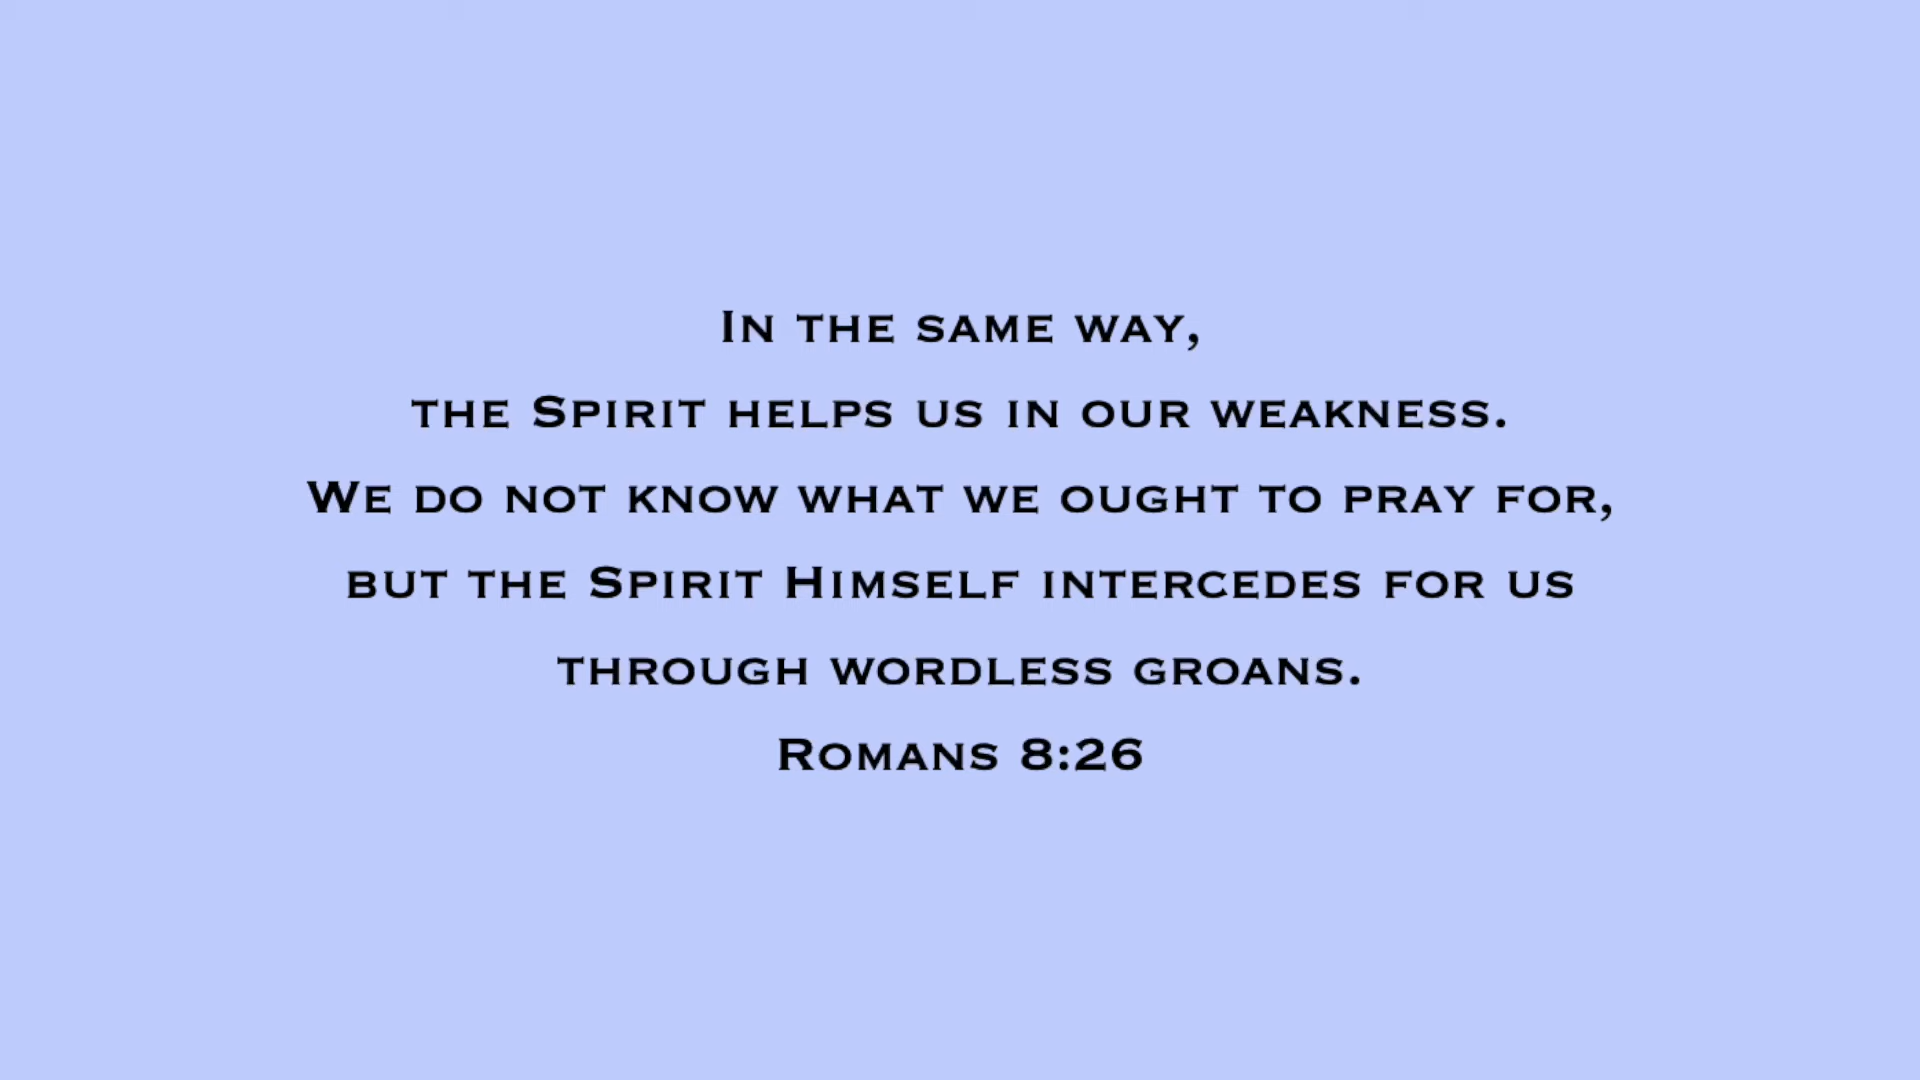 In the same way,
the Spirit helps us in our weakness.
We do not know what we ought to pray for,
but the Spirit Himself intercedes for us
through wordless groans.
Romans 8:26